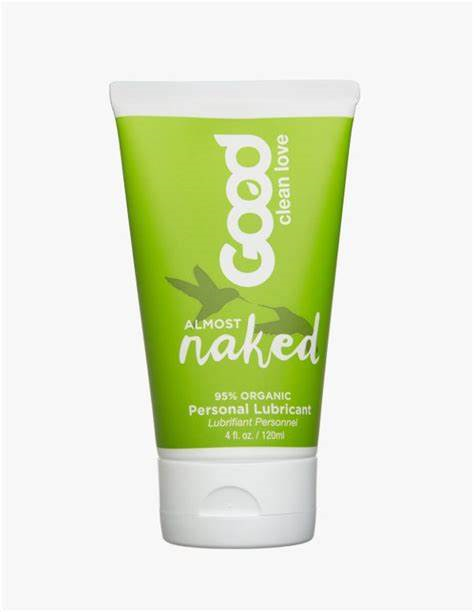 Good
clean love
ALMOST
naked
95% ORGANIC
Personal Lubricant
Lubrifiant Personnel
4 fl. oz. / 120ml